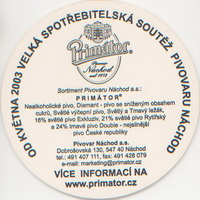 OD KVĚTNA 2003 VELKÁ SPOTŘEBITELSKÁ SOUTĚŽ PIVOVARU NÁCHOD
Primátor
Pivovar
Náchod
Sortiment Pivovaru Náchod a.s.:
PRIMÁTOR®
Nealkoholické pivo, Diamant - pivo se sníženým obsahem
cukrů, Světlé výčepní pivo, Světlý a Tmavý ležák,
16% světlé pivo Exkluziv, 21% světlé pivo Rytířský
a 24% tmavé pivo Double - nejsilnější
pivo České republiky
Pivovar Náchod a.s.
Dobrošovská 130, 547 40 Náchod
tel.: 491 407 111, fax: 491 428 079
e-mail: marketing@primator.cz
VÍCE INFORMACÍ NA
www.primator.cz